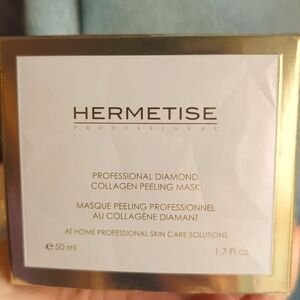 HERMETISE
PROFESSIONAL
PROFESSIONAL DIAMOND
COLLAGEN PEELING MASK
MASQUE PEELING PROFESSIONNEL
AU COLLAGÈNE DIAMANT
AT HOME PROFESSIONAL SKIN CARE SOLUTIONS
e 50 ml
1.7 Fl.oz.